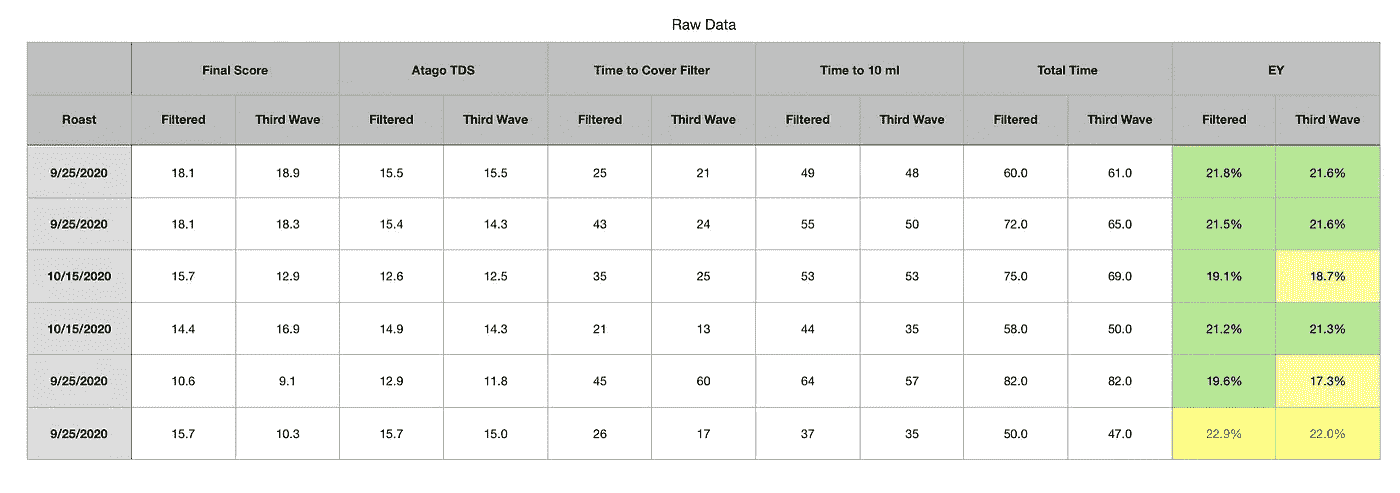 Raw Data
Final Score Atago TDS Time to Cover Filter Time to 10 ml Total Time EY
Roast Filtered Third Wave Filtered Third Wave Filtered Third Wave Filtered Third Wave Filtered Third Wave Filtered Third Wave
9/25/2020 18.1 18.9 15.5 15.5 25 21 49 48 60.0 61.0 21.8% 21.6%
9/25/2020 18.1 18.3 15.4 14.3 43 24 55 50 72.0 65.0 21.5% 21.6%
10/15/2020 15.7 12.9 12.6 12.5 35 25 53 53 75.0 69.0 19.1% 18.7%
10/15/2020 14.4 16.9 14.9 14.3 21 13 44 35 58.0 50.0 21.2% 21.3%
9/25/2020 10.6 9.1 12.9 11.8 45 60 64 57 82.0 82.0 19.6% 17.3%
9/25/2020 15.7 10.3 15.7 15.0 26 17 37 35 50.0 47.0 22.9% 22.0%